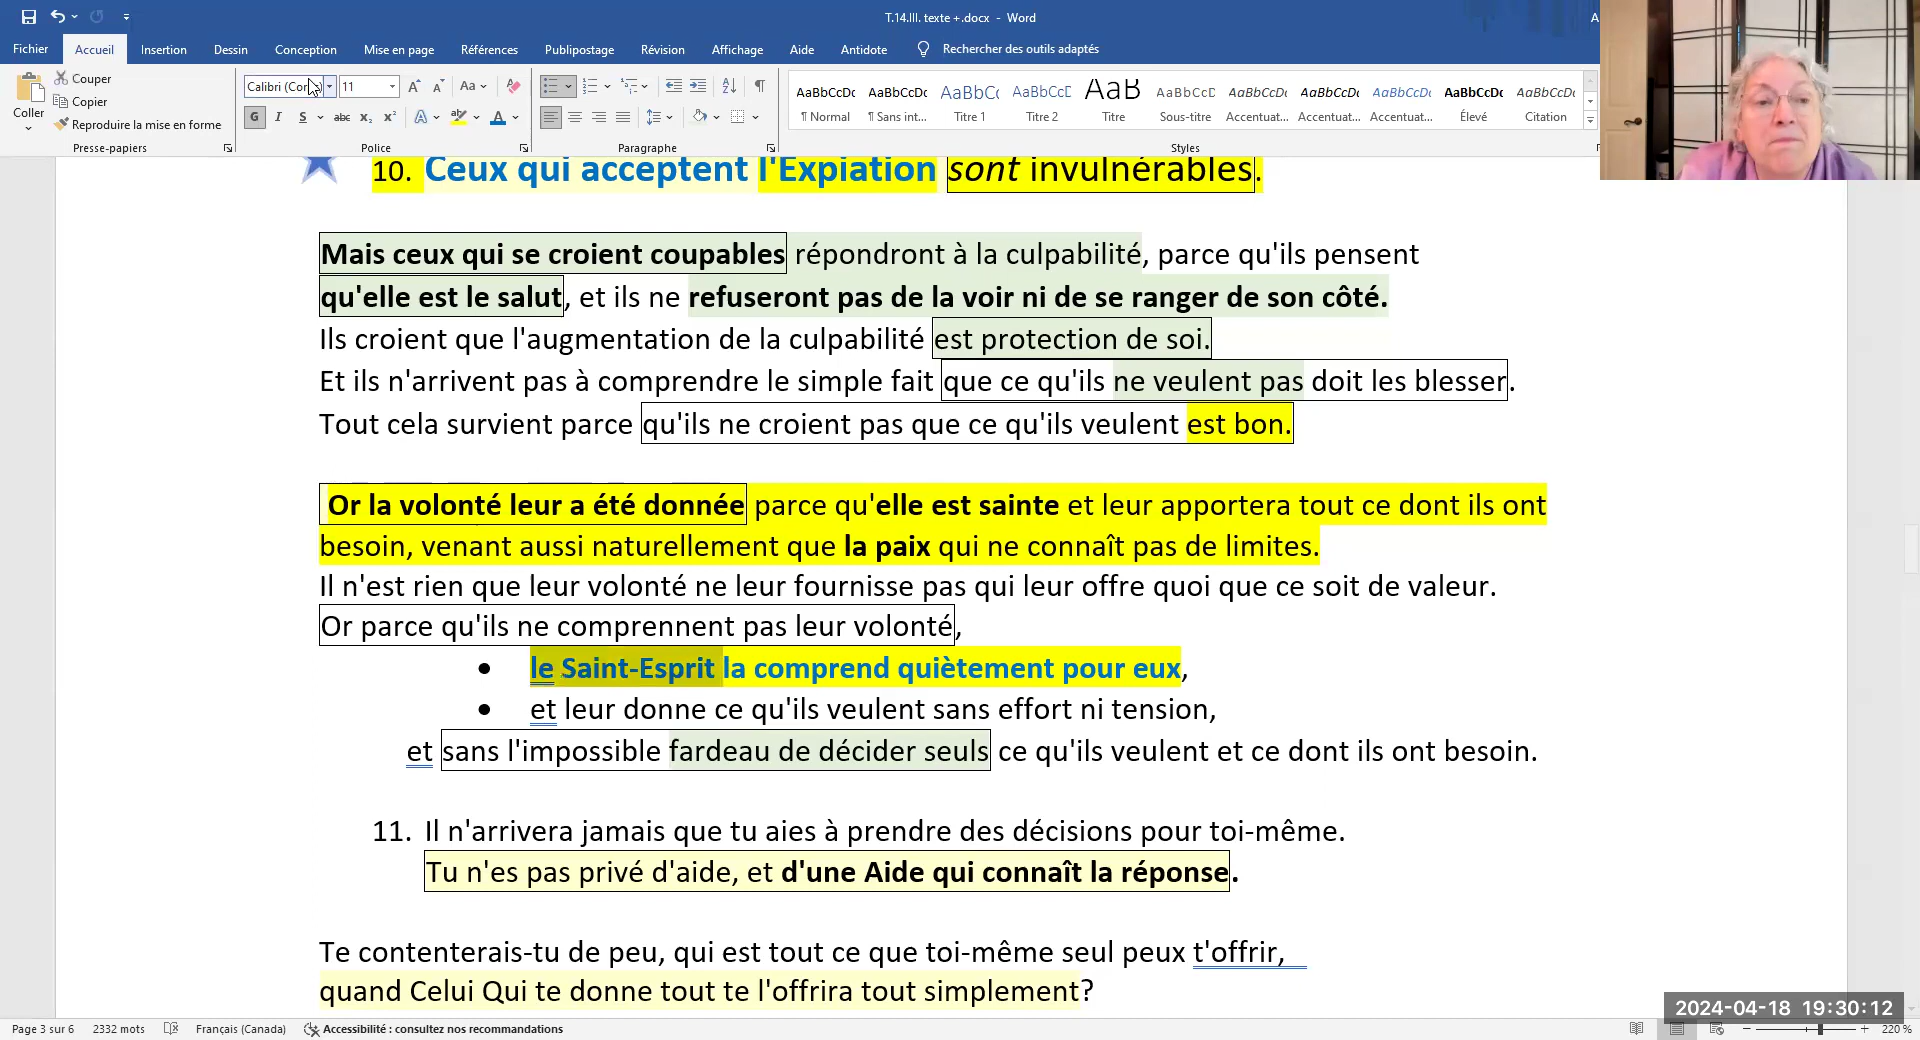 T.14.III. texte +.docx - Word
A
Fichier Accueil Insertion Dessin Conception Mise en page Références Publipostage Révision Affichage Aide Antidote Rechercher des outils adaptés
Coller
Couper
Copier
Reproduire la mise en forme
Presse-papiers
Calibri (Cor 11
Police
Paragraphe
AaBbCcDc AaBbCcDc AaBbCc AaBbCcD AaB AaBbCcD AaBbCcDc AaBbCcDc AaBbCcDc AaBbCcDc AaBbCcDc
¶ Normal ¶ Sans int... Titre 1 Titre 2 Titre Sous-titre Accentuat... Accentuat... Accentuat... Élevé Citation
Styles
10. Ceux qui acceptent l'Expiation sont invulnérables.
Mais ceux qui se croient coupables répondront à la culpabilité, parce qu'ils pensent
qu'elle est le salut, et ils ne refuseront pas de la voir ni de se ranger de son côté.
Ils croient que l'augmentation de la culpabilité est protection de soi.
Et ils n'arrivent pas à comprendre le simple fait que ce qu'ils ne veulent pas doit les blesser.
Tout cela survient parce qu'ils ne croient pas que ce qu'ils veulent est bon.
Or la volonté leur a été donnée parce qu'elle est sainte et leur apportera tout ce dont ils ont
besoin, venant aussi naturellement que la paix qui ne connaît pas de limites.
Il n'est rien que leur volonté ne leur fournisse pas qui leur offre quoi que ce soit de valeur.
Or parce qu'ils ne comprennent pas leur volonté,
• le Saint-Esprit la comprend quiètement pour eux,
• et leur donne ce qu'ils veulent sans effort ni tension,
et sans l'impossible fardeau de décider seuls ce qu'ils veulent et ce dont ils ont besoin.
11. Il n'arrivera jamais que tu aies à prendre des décisions pour toi-même.
Tu n'es pas privé d'aide, et d'une Aide qui connaît la réponse.
Te contenterais-tu de peu, qui est tout ce que toi-même seul peux t'offrir,
quand Celui Qui te donne tout te l'offrira tout simplement?
2024-04-18 19:30:12
Page 3 sur 6 2332 mots Français (Canada) Accessibilité : consultez nos recommandations 220 %